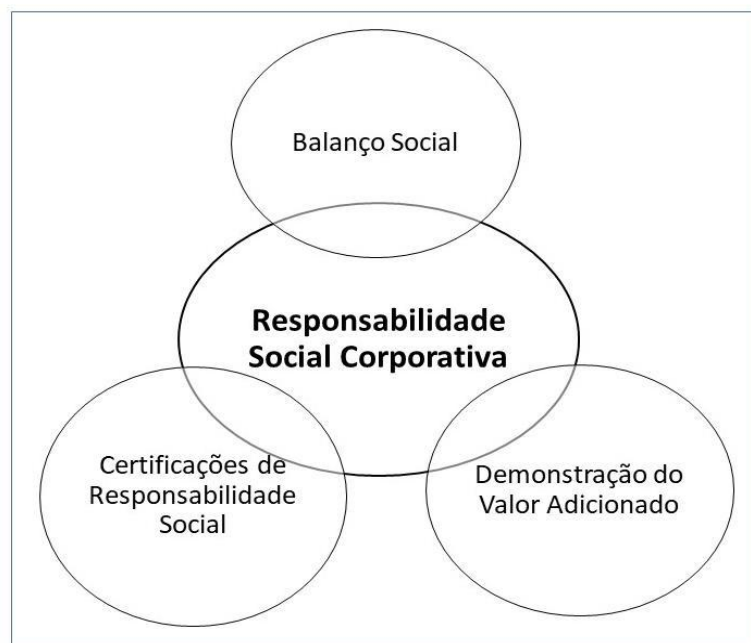 Balanço Social
Responsabilidade
Social Corporativa
Certificações de
Responsabilidade
Social
Demonstração do
Valor Adicionado